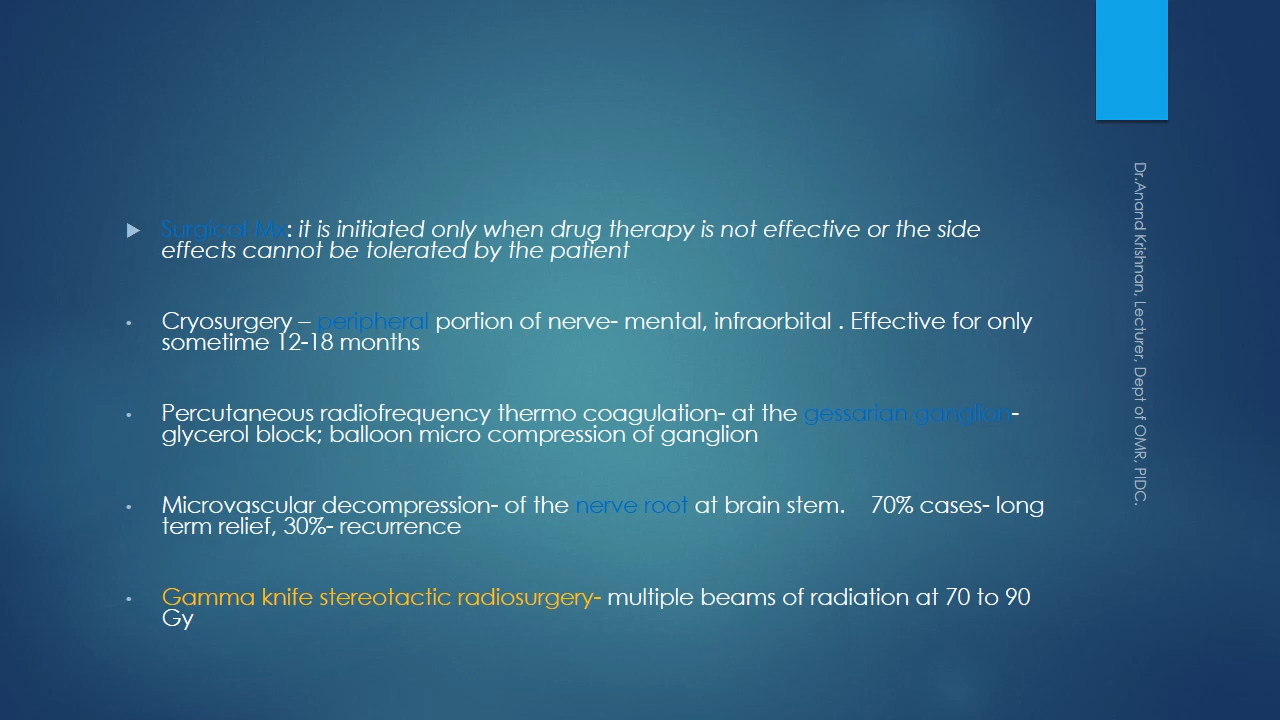 Surgical Mx: it is initiated only when drug therapy is not effective or the side
effects cannot be tolerated by the patient
Cryosurgery – peripheral portion of nerve- mental, infraorbital . Effective for only
sometime 12-18 months
Percutaneous radiofrequency thermo coagulation- at the gessarian ganglion-
glycerol block; balloon micro compression of ganglion
Microvascular decompression- of the nerve root at brain stem. 70% cases- long
term relief, 30%- recurrence
Gamma knife stereotactic radiosurgery- multiple beams of radiation at 70 to 90
Gy
Dr.Anand Krishnan, Lecturer, Dept of OMR, PIDC.